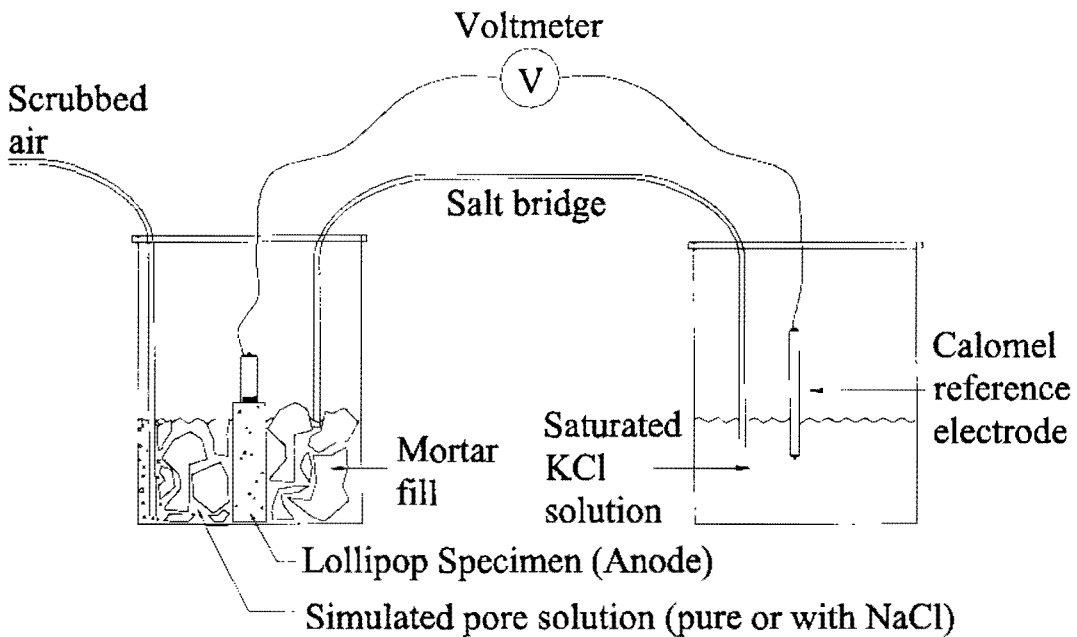 Voltmeter
V
Scrubbed
air
Salt bridge
Calomel
reference
electrode
Saturated
KCl
solution
Mortar
fill
Lollipop Specimen (Anode)
Simulated pore solution (pure or with NaCl)